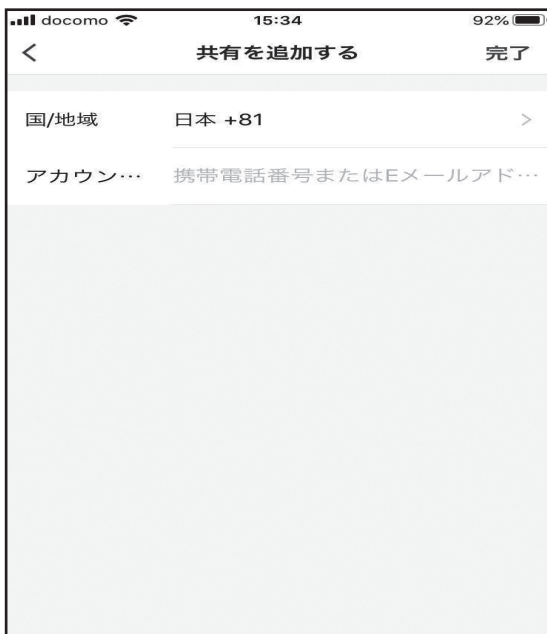 docomo 15:34 92%
共有を追加する 完了
国/地域 日本 +81
アカウン… 携帯電話番号またはEメールアド…